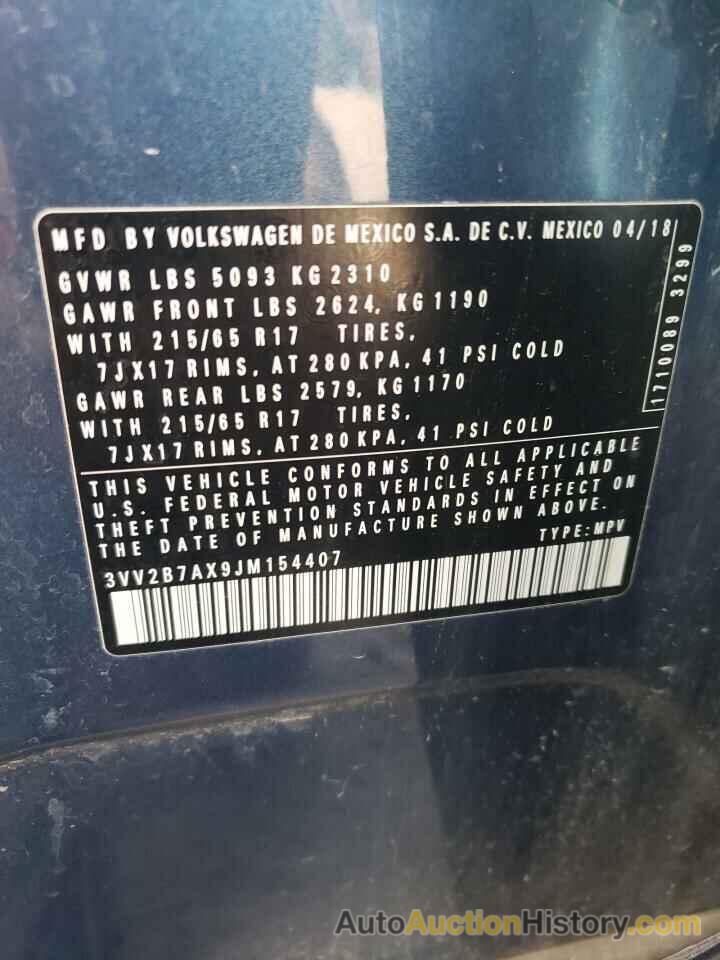 MFD BY VOLKSWAGEN DE MEXICO S.A. DE C.V. MEXICO 04/18
GVWR LBS 5093 KG 2310
GAWR FRONT LBS 2624, KG 1190
WITH 215/65 R17 TIRES,
7JX17 RIMS, AT 280 KPA, 41 PSI COLD
GAWR REAR LBS 2579, KG 1170
WITH 215/65 R17 TIRES,
7JX17 RIMS, AT 280 KPA, 41 PSI COLD
1710089 3299
THIS VEHICLE CONFORMS TO ALL APPLICABLE
U.S. FEDERAL MOTOR VEHICLE SAFETY AND
THEFT PREVENTION STANDARDS IN EFFECT ON
THE DATE OF MANUFACTURE SHOWN ABOVE.
TYPE: MPV
3VV2B7AX9JM154407
AutoAuctionHistory.com